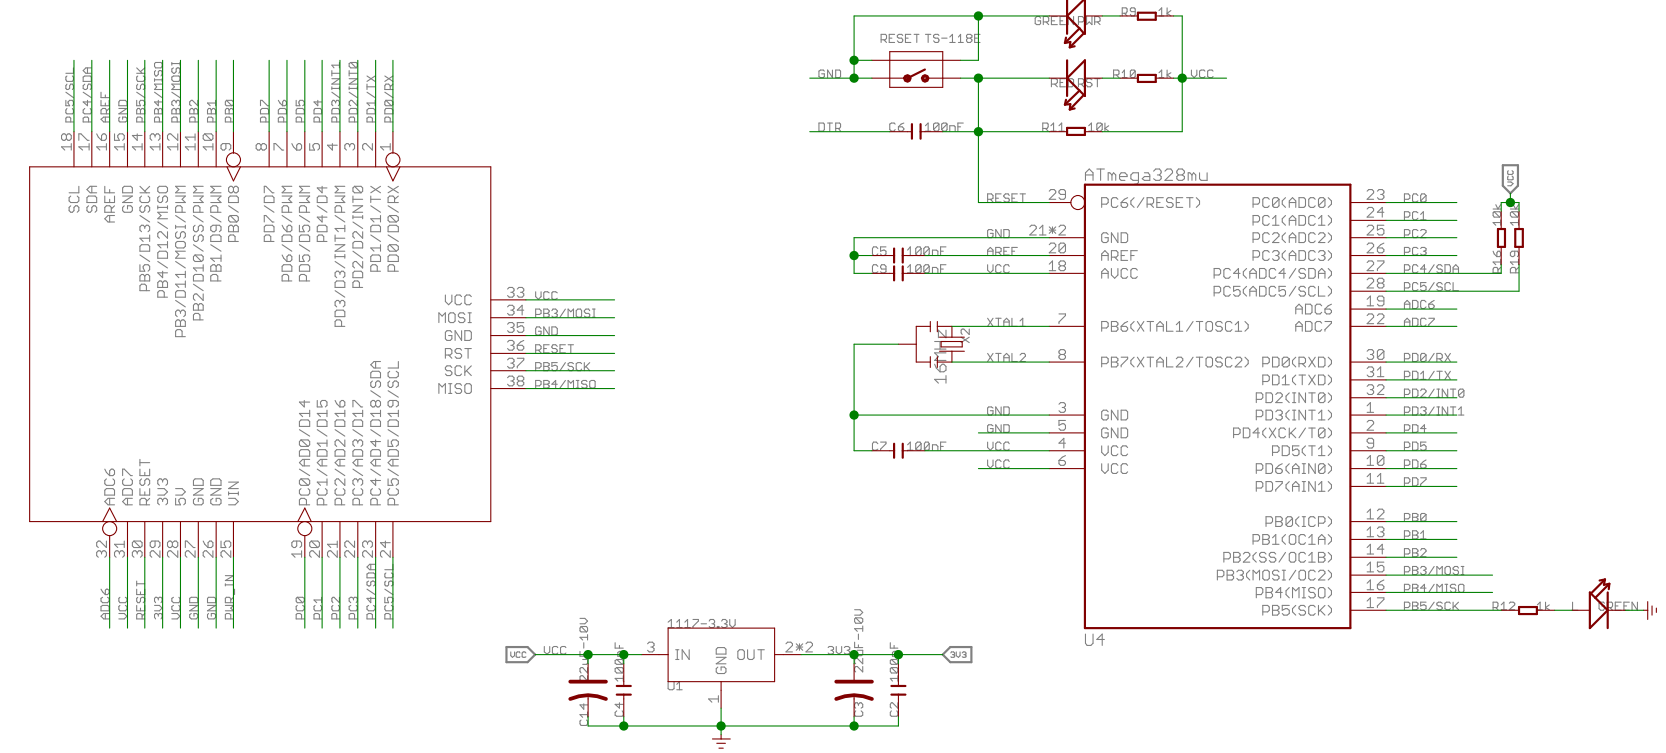 GREEN PWR
R9 1k
RESET TS-118E
GND
RED RST
R10 1k
VCC
DTR
C6 100nF
R11 10k
PC5/SCL
PC4/SDA
AREF
GND
PB5/SCK
PB4/MISO
PB3/MOSI
PB2
PB1
PB0
PD7
PD6
PD5
PD4
PD3/INT1
PD2/INT0
PD1/TX
PD0/RX
18
17
16
15
14
13
12
11
10
9
8
7
6
5
4
3
2
1
SCL
SDA
AREF
GND
PB5/D13/SCK
PB4/D12/MISO
PB3/D11/MOSI/PWM
PB2/D10/SS/PWM
PB1/D9/PWM
PB0/D8
PD7/D7
PD6/D6/PWM
PD5/D5/PWM
PD4/D4
PD3/D3/INT1/PWM
PD2/D2/INT0
PD1/D1/TX
PD0/D0/RX
VCC 33 VCC
MOSI 34 PB3/MOSI
GND 35 GND
RST 36 RESET
SCK 37 PB5/SCK
MISO 38 PB4/MISO
ADC6
ADC7
RESET
3V3
5V
GND
GND
VIN
PC0/AD0/D14
PC1/AD1/D15
PC2/AD2/D16
PC3/AD3/D17
PC4/AD4/D18/SDA
PC5/AD5/D19/SCL
32
31
30
29
28
27
26
25
19
20
21
22
23
24
ADC6
VCC
RESET
3V3
VCC
GND
GND
PWR_IN
PC0
PC1
PC2
PC3
PC4/SDA
PC5/SCL
ATmega328mu
RESET 29 PC6(/RESET)
GND 21*2 GND
C5 100nF AREF 20 AREF
C9 100nF VCC 18 AVCC
XTAL1 7 PB6(XTAL1/TOSC1)
X2
XTAL2 8 PB7(XTAL2/TOSC2)
GND 3 GND
GND 5 GND
C7 100nF VCC 4 VCC
VCC 6 VCC
PC0(ADC0) 23 PC0
PC1(ADC1) 24 PC1
PC2(ADC2) 25 PC2
PC3(ADC3) 26 PC3
PC4(ADC4/SDA) 27 PC4/SDA
PC5(ADC5/SCL) 28 PC5/SCL
ADC6 19 ADC6
ADC7 22 ADC7
PD0(RXD) 30 PD0/RX
PD1(TXD) 31 PD1/TX
PD2(INT0) 32 PD2/INT0
PD3(INT1) 1 PD3/INT1
PD4(XCK/T0) 2 PD4
PD5(T1) 9 PD5
PD6(AIN0) 10 PD6
PD7(AIN1) 11 PD7
PB0(ICP) 12 PB0
PB1(OC1A) 13 PB1
PB2(SS/OC1B) 14 PB2
PB3(MOSI/OC2) 15 PB3/MOSI
PB4(MISO) 16 PB4/MISO
PB5(SCK) 17 PB5/SCK
R12 1k
L GREEN
U4
VCC
R16 10k
R19 10k
1117-3.3V
VCC
VCC
3 IN
OUT 2*2
GND
1
U1
3V3
3V3
C14 22uF-10V
C4 100nF
C3 22uF-10V
C2 100nF